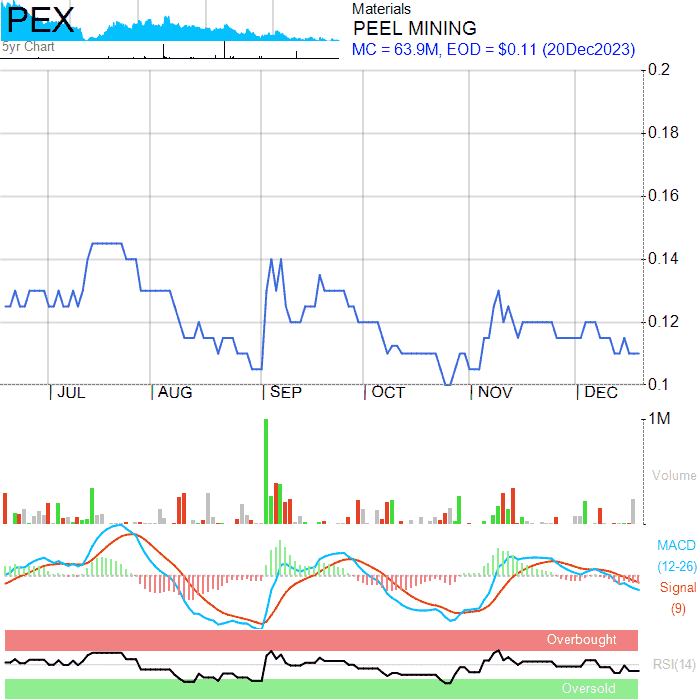 PEX
5yr Chart
Materials
PEEL MINING
MC = 63.9M, EOD = $0.11 (20Dec2023)
0.2
0.18
0.16
0.14
0.12
0.1
JUL AUG SEP OCT NOV DEC
1M
Volume
MACD
(12-26)
Signal
(9)
Overbought
RSI(14)
Oversold